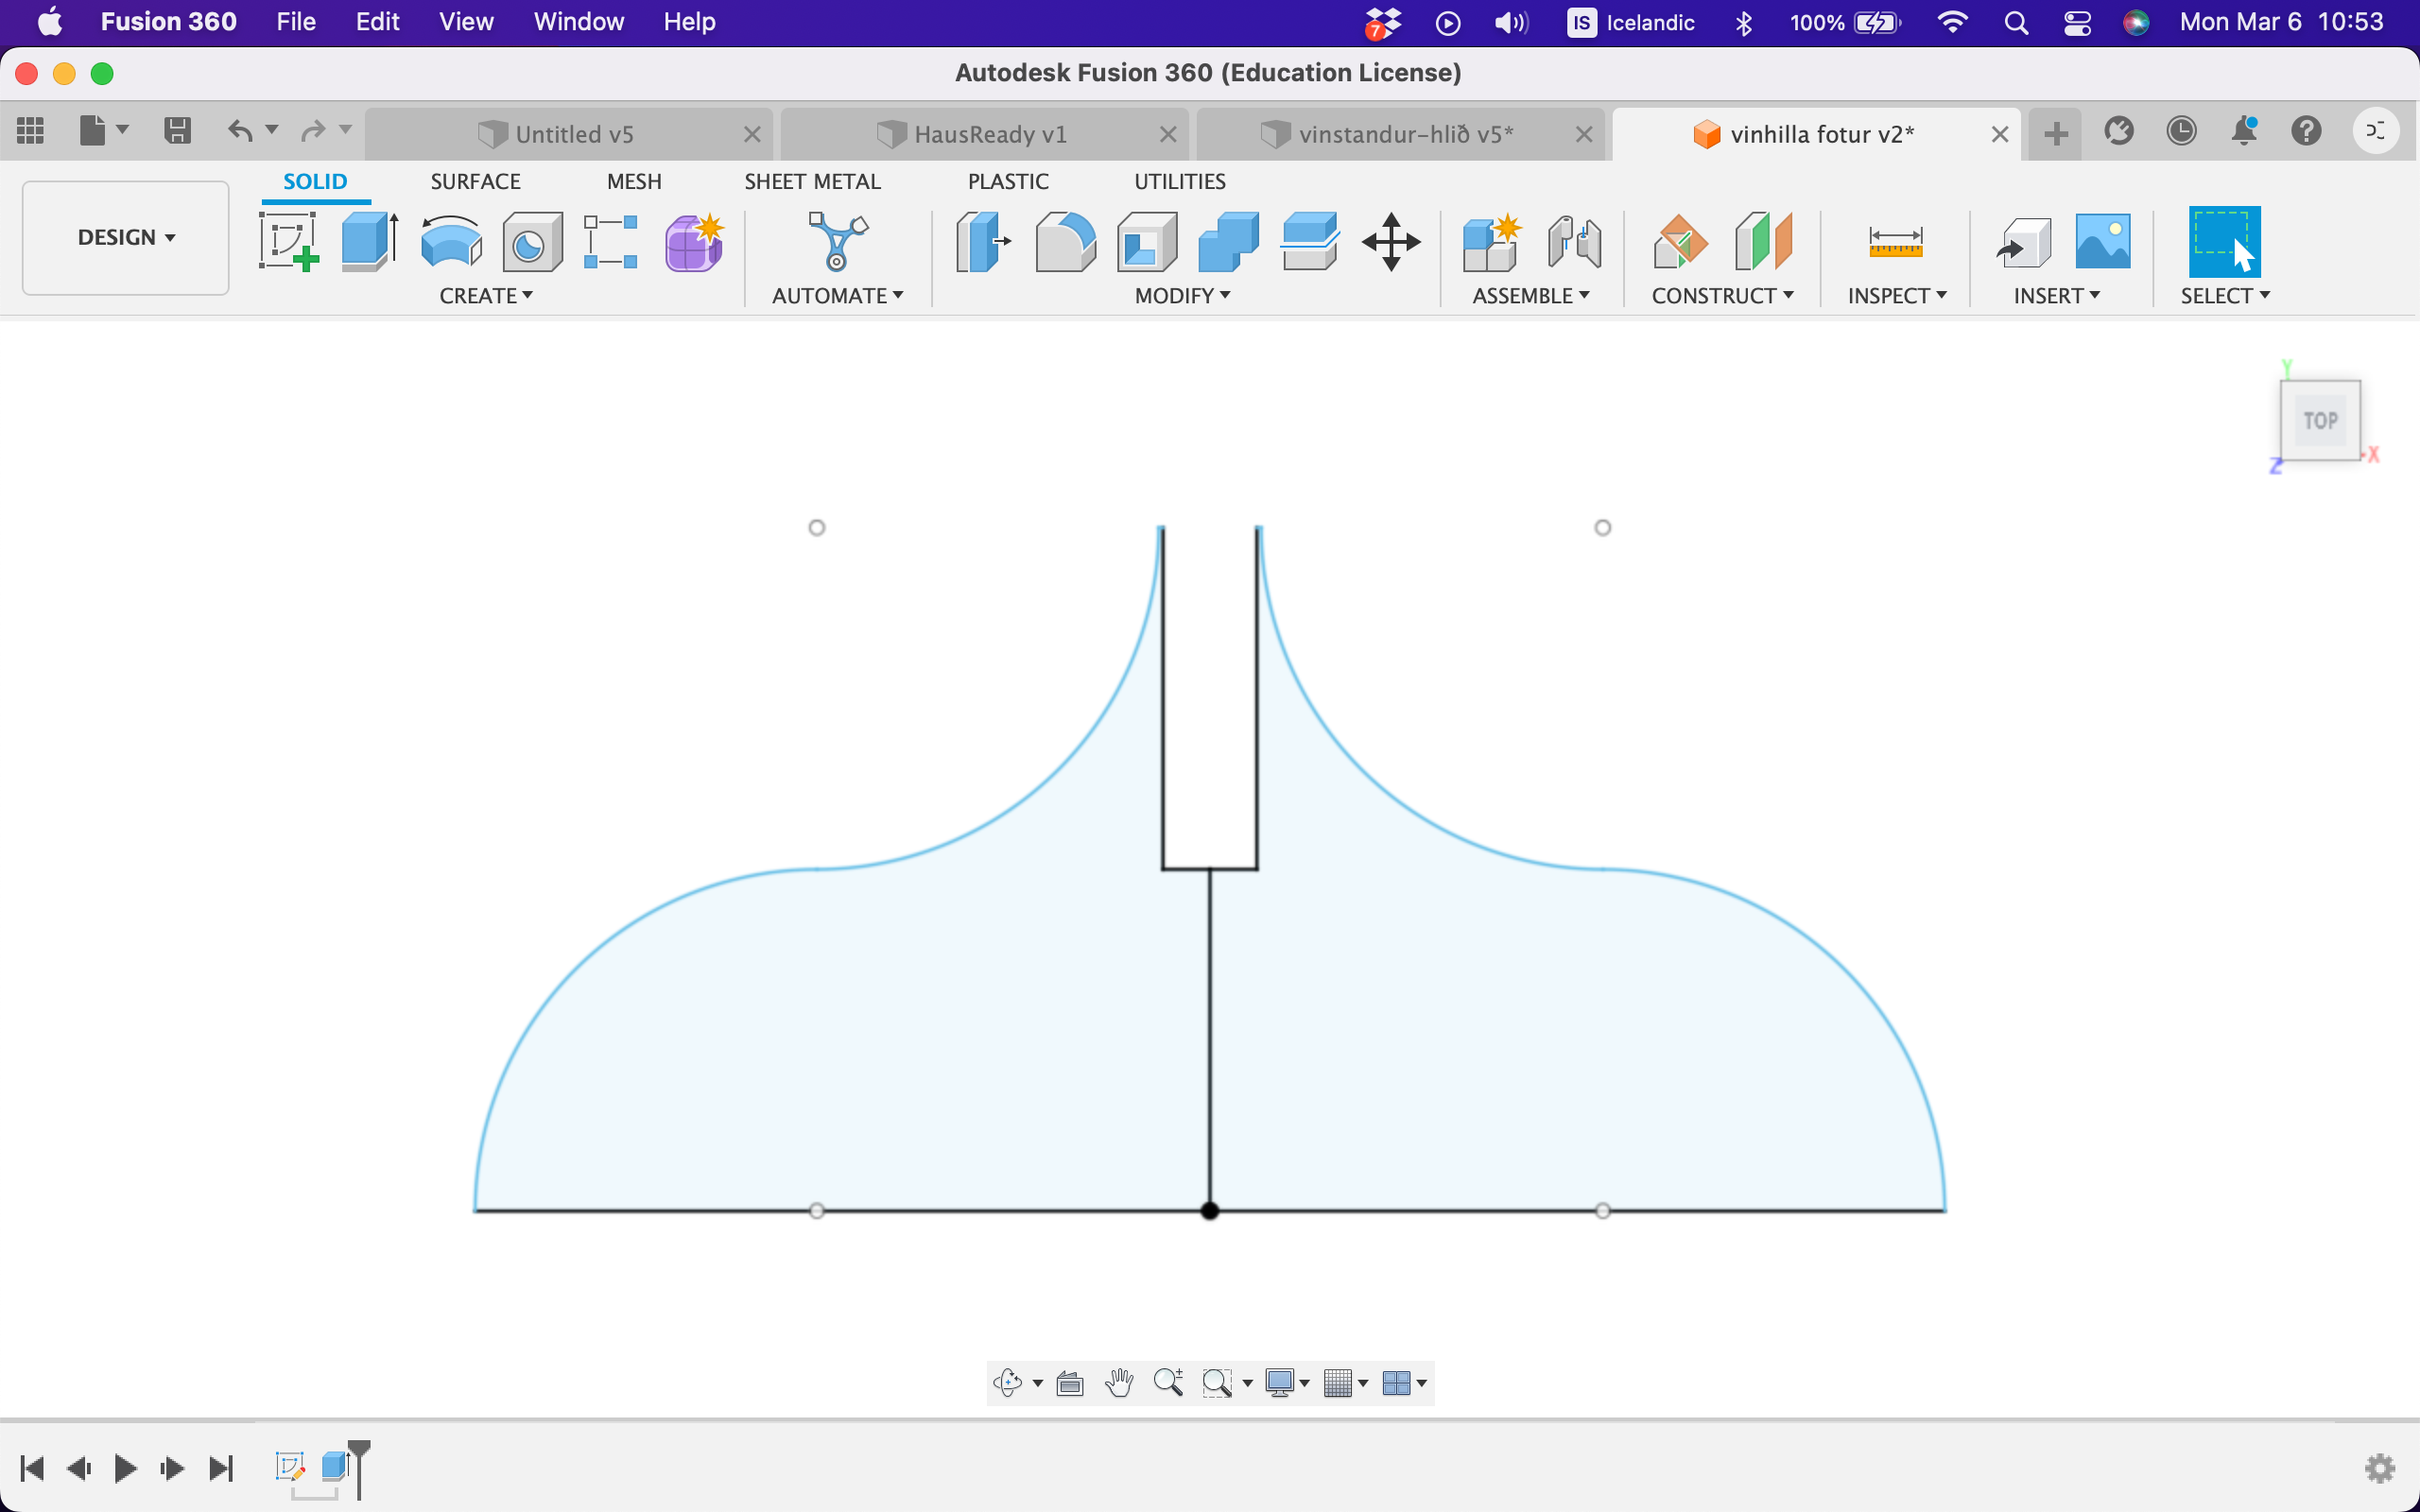 Fusion 360 File Edit View Window Help 7 IS Icelandic 100% Mon Mar 6 10:53
Autodesk Fusion 360 (Education License)
Untitled v5 HausReady v1 vinstandur-hlið v5* vinhilla fotur v2*
SOLID SURFACE MESH SHEET METAL PLASTIC UTILITIES
DESIGN
CREATE AUTOMATE MODIFY ASSEMBLE CONSTRUCT INSPECT INSERT SELECT
Y
TOP
X
Z